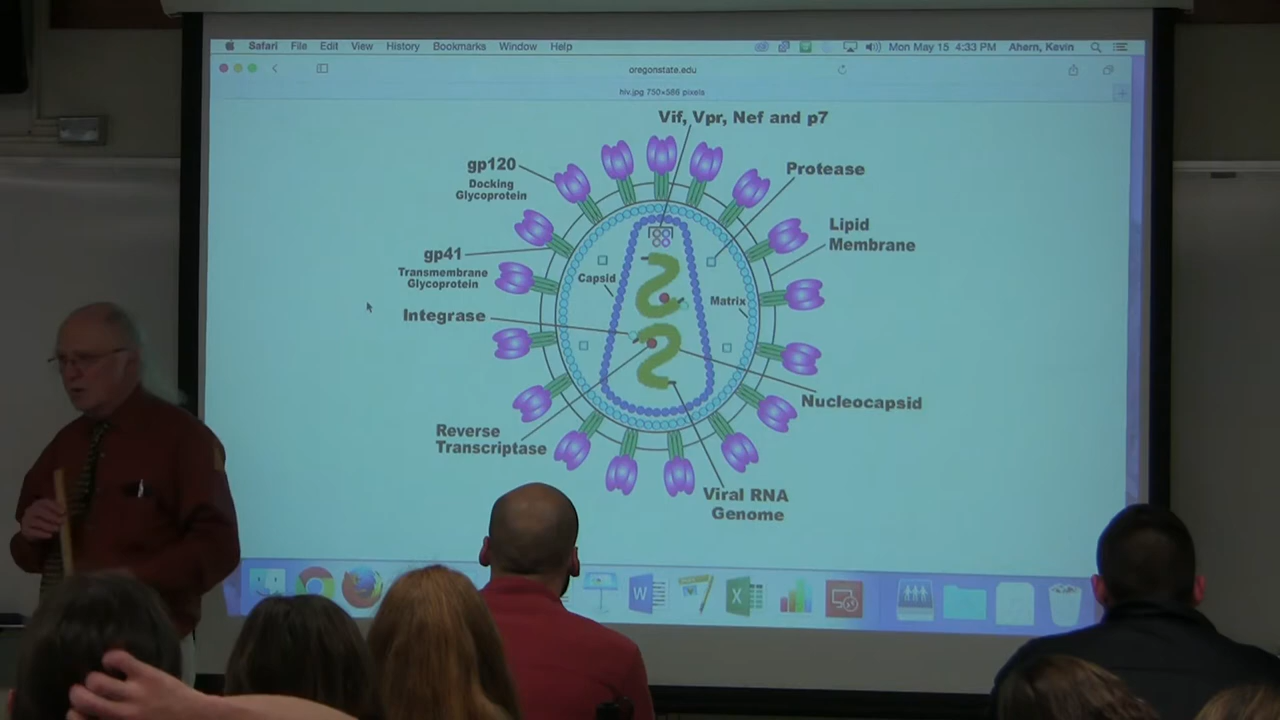 Safari File Edit View History Bookmarks Window Help Mon May 15 4:33 PM Ahern, Kevin
oregonstate.edu
hiv.jpg 750×566 pixels
Vif, Vpr, Nef and p7
gp120
Docking
Glycoprotein
Protease
Lipid
Membrane
gp41
Transmembrane
Glycoprotein
Capsid
Matrix
Integrase
Nucleocapsid
Reverse
Transcriptase
Viral RNA
Genome
W
X